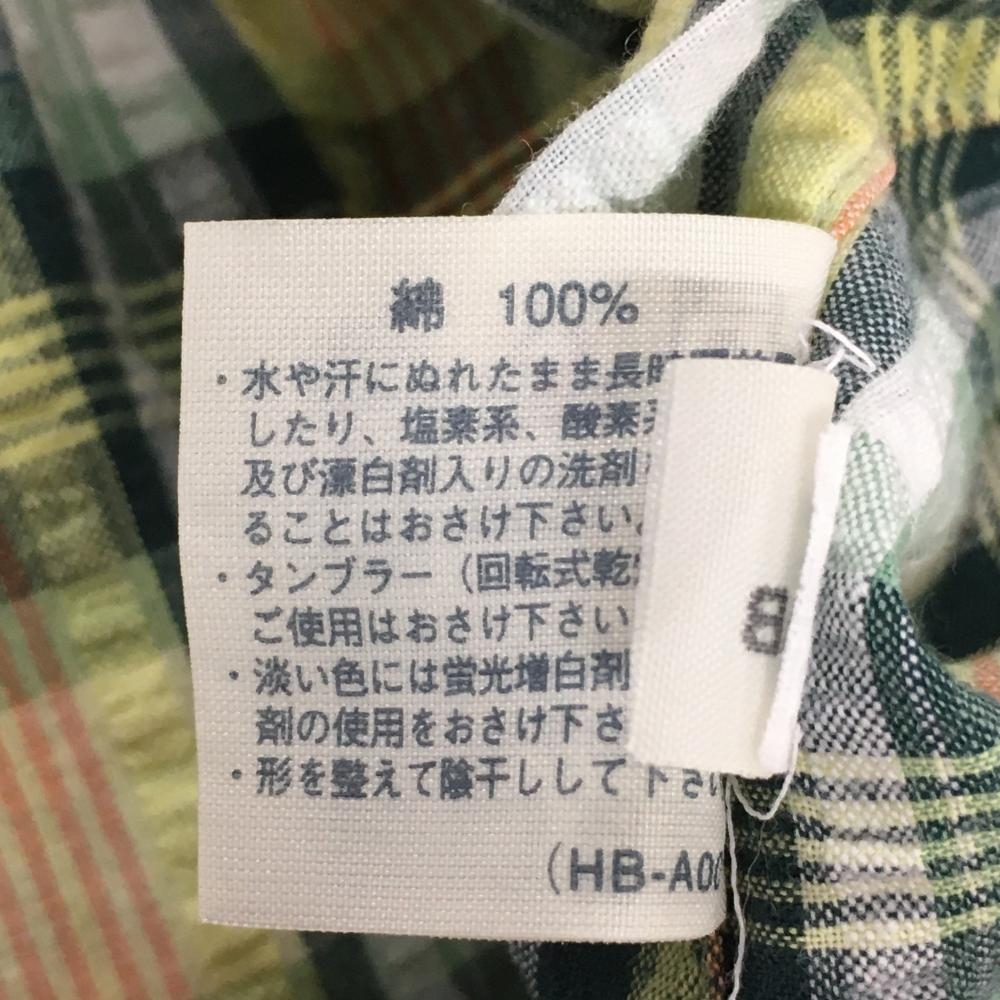 綿 100%
・水や汗にぬれたまま長時
したり、塩素系、酸素系
及び漂白剤入りの洗剤
ることはおさけ下さい。
・タンブラー（回転式乾
ご使用はおさけ下さい
・淡い色には蛍光増白剤
剤の使用をおさけ下さ
・形を整えて陰干しして下さい
(HB-A0